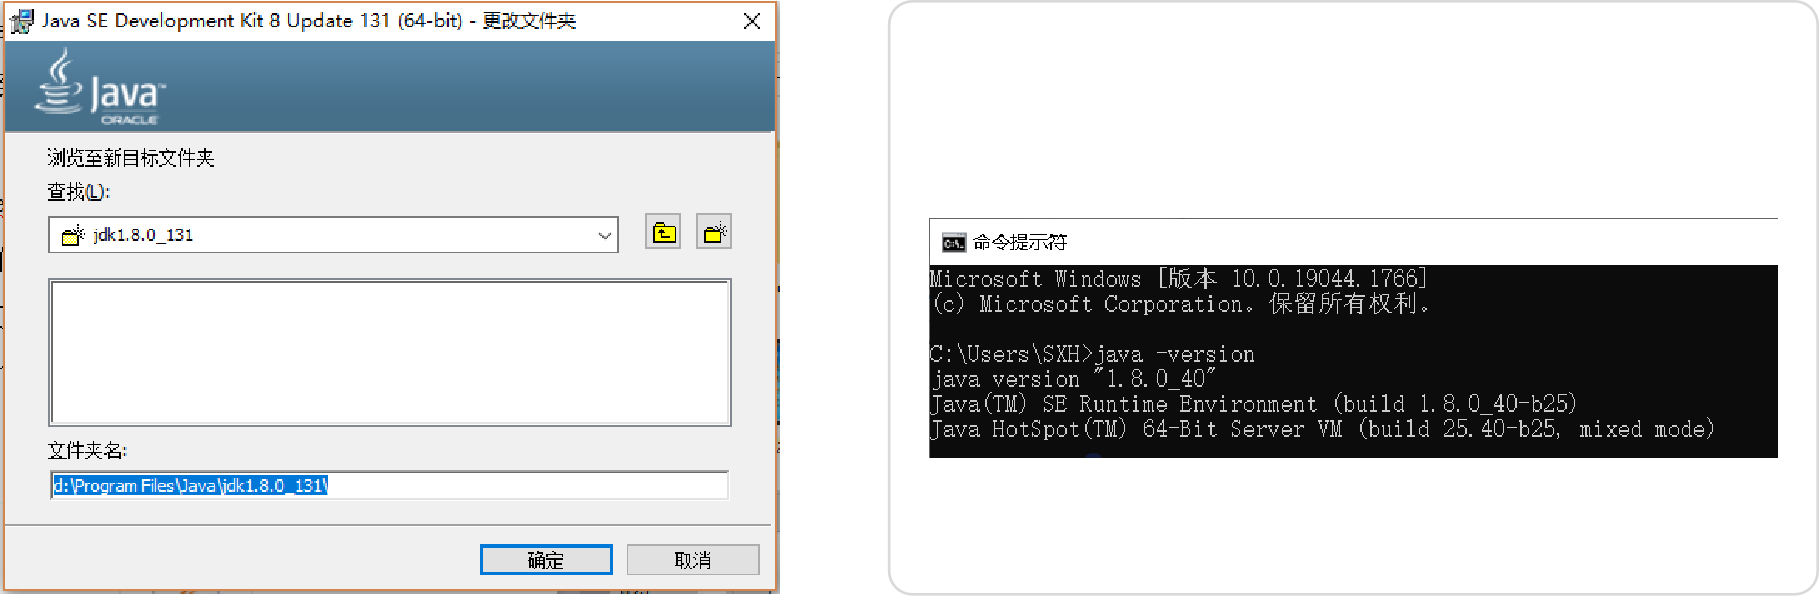 Java SE Development Kit 8 Update 131 (64-bit) - 更改文件夹
Java™
ORACLE
浏览至新目标文件夹
查找(L):
jdk1.8.0_131
文件夹名:
d:\Program Files\Java\jdk1.8.0_131\
确定
取消
命令提示符
Microsoft Windows [版本 10.0.19044.1766]
(c) Microsoft Corporation。保留所有权利。
C:\Users\SXH>java -version
java version "1.8.0_40"
Java(TM) SE Runtime Environment (build 1.8.0_40-b25)
Java HotSpot(TM) 64-Bit Server VM (build 25.40-b25, mixed mode)